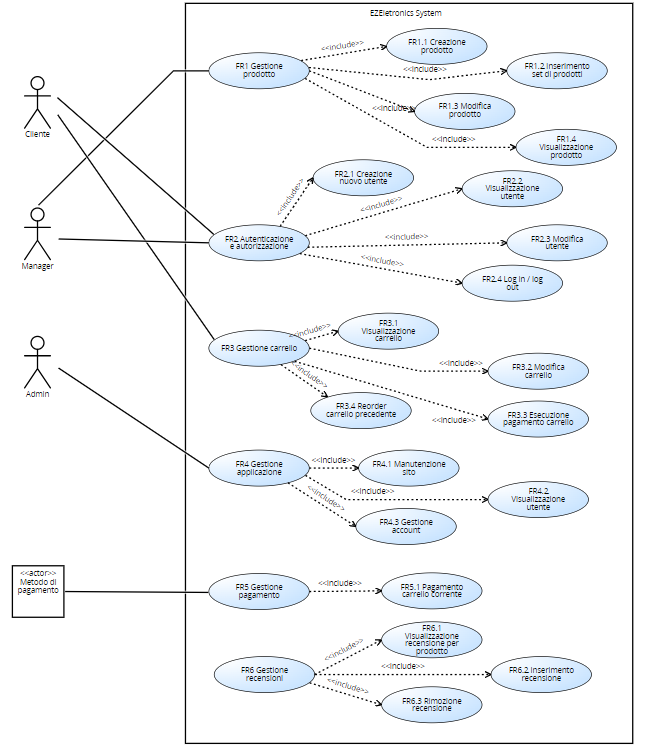 EZEletronics System
FR1 Gestione
prodotto
<<include>>
FR1.1 Creazione
prodotto
<<include>>
FR1.2 Inserimento
set di prodotti
<<include>>
FR1.3 Modifica
prodotto
<<include>>
FR1.4
Visualizzazione
prodotto
Cliente
Manager
Admin
<<actor>>
Metodo di
pagamento
FR2 Autenticazione
e autorizzazione
<<include>>
FR2.1 Creazione
nuovo utente
<<include>>
FR2.2
Visualizzazione
utente
<<include>>
FR2.3 Modifica
utente
<<include>>
FR2.4 Log in / log
out
FR3 Gestione carrello
<<include>>
FR3.1
Visualizzazione
carrello
<<include>>
FR3.2 Modifica
carrello
<<include>>
FR3.3 Esecuzione
pagamento carrello
<<include>>
FR3.4 Reorder
carrello precedente
FR4 Gestione
applicazione
<<include>>
FR4.1 Manutenzione
sito
<<include>>
FR4.2
Visualizzazione
utente
<<include>>
FR4.3 Gestione
account
FR5 Gestione
pagamento
<<include>>
FR5.1 Pagamento
carrello corrente
FR6 Gestione
recensioni
<<include>>
FR6.1
Visualizzazione
recensione per
prodotto
<<include>>
FR6.2 Inserimento
recensione
<<include>>
FR6.3 Rimozione
recensione